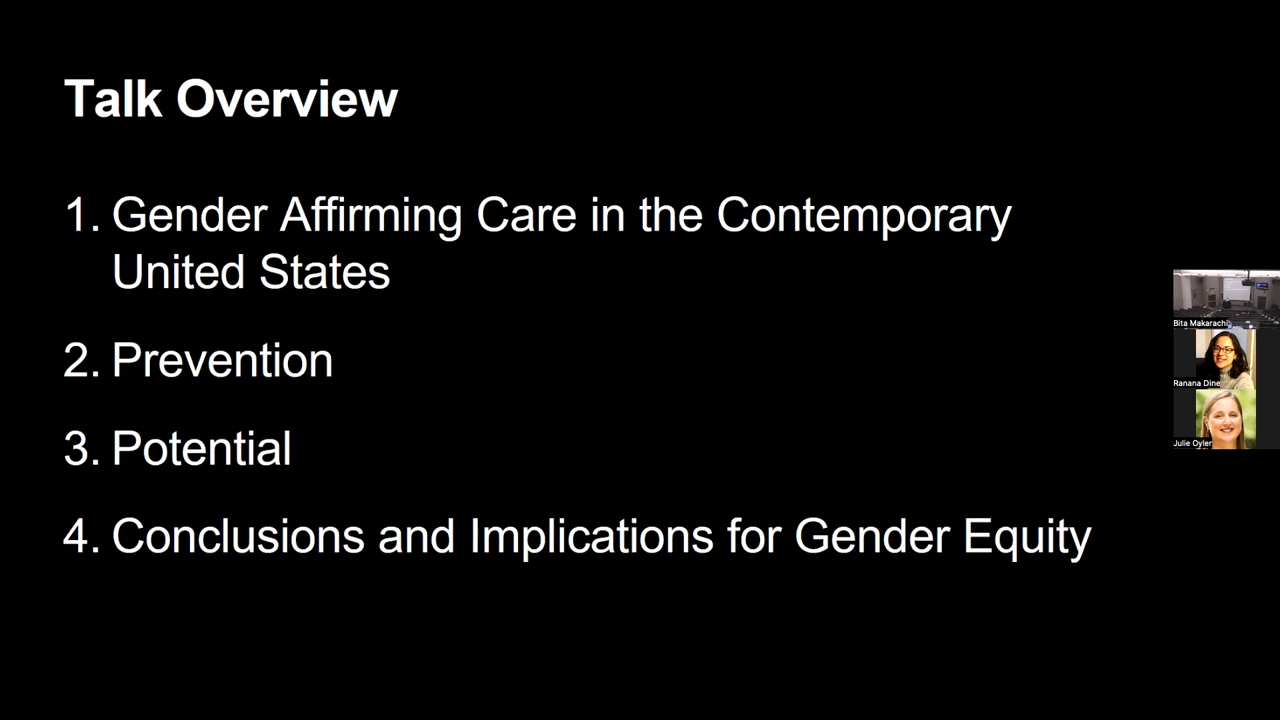 Talk Overview
1. Gender Affirming Care in the Contemporary
United States
2. Prevention
3. Potential
4. Conclusions and Implications for Gender Equity
Bita Makarachi
Ranana Dine
Julie Oyler